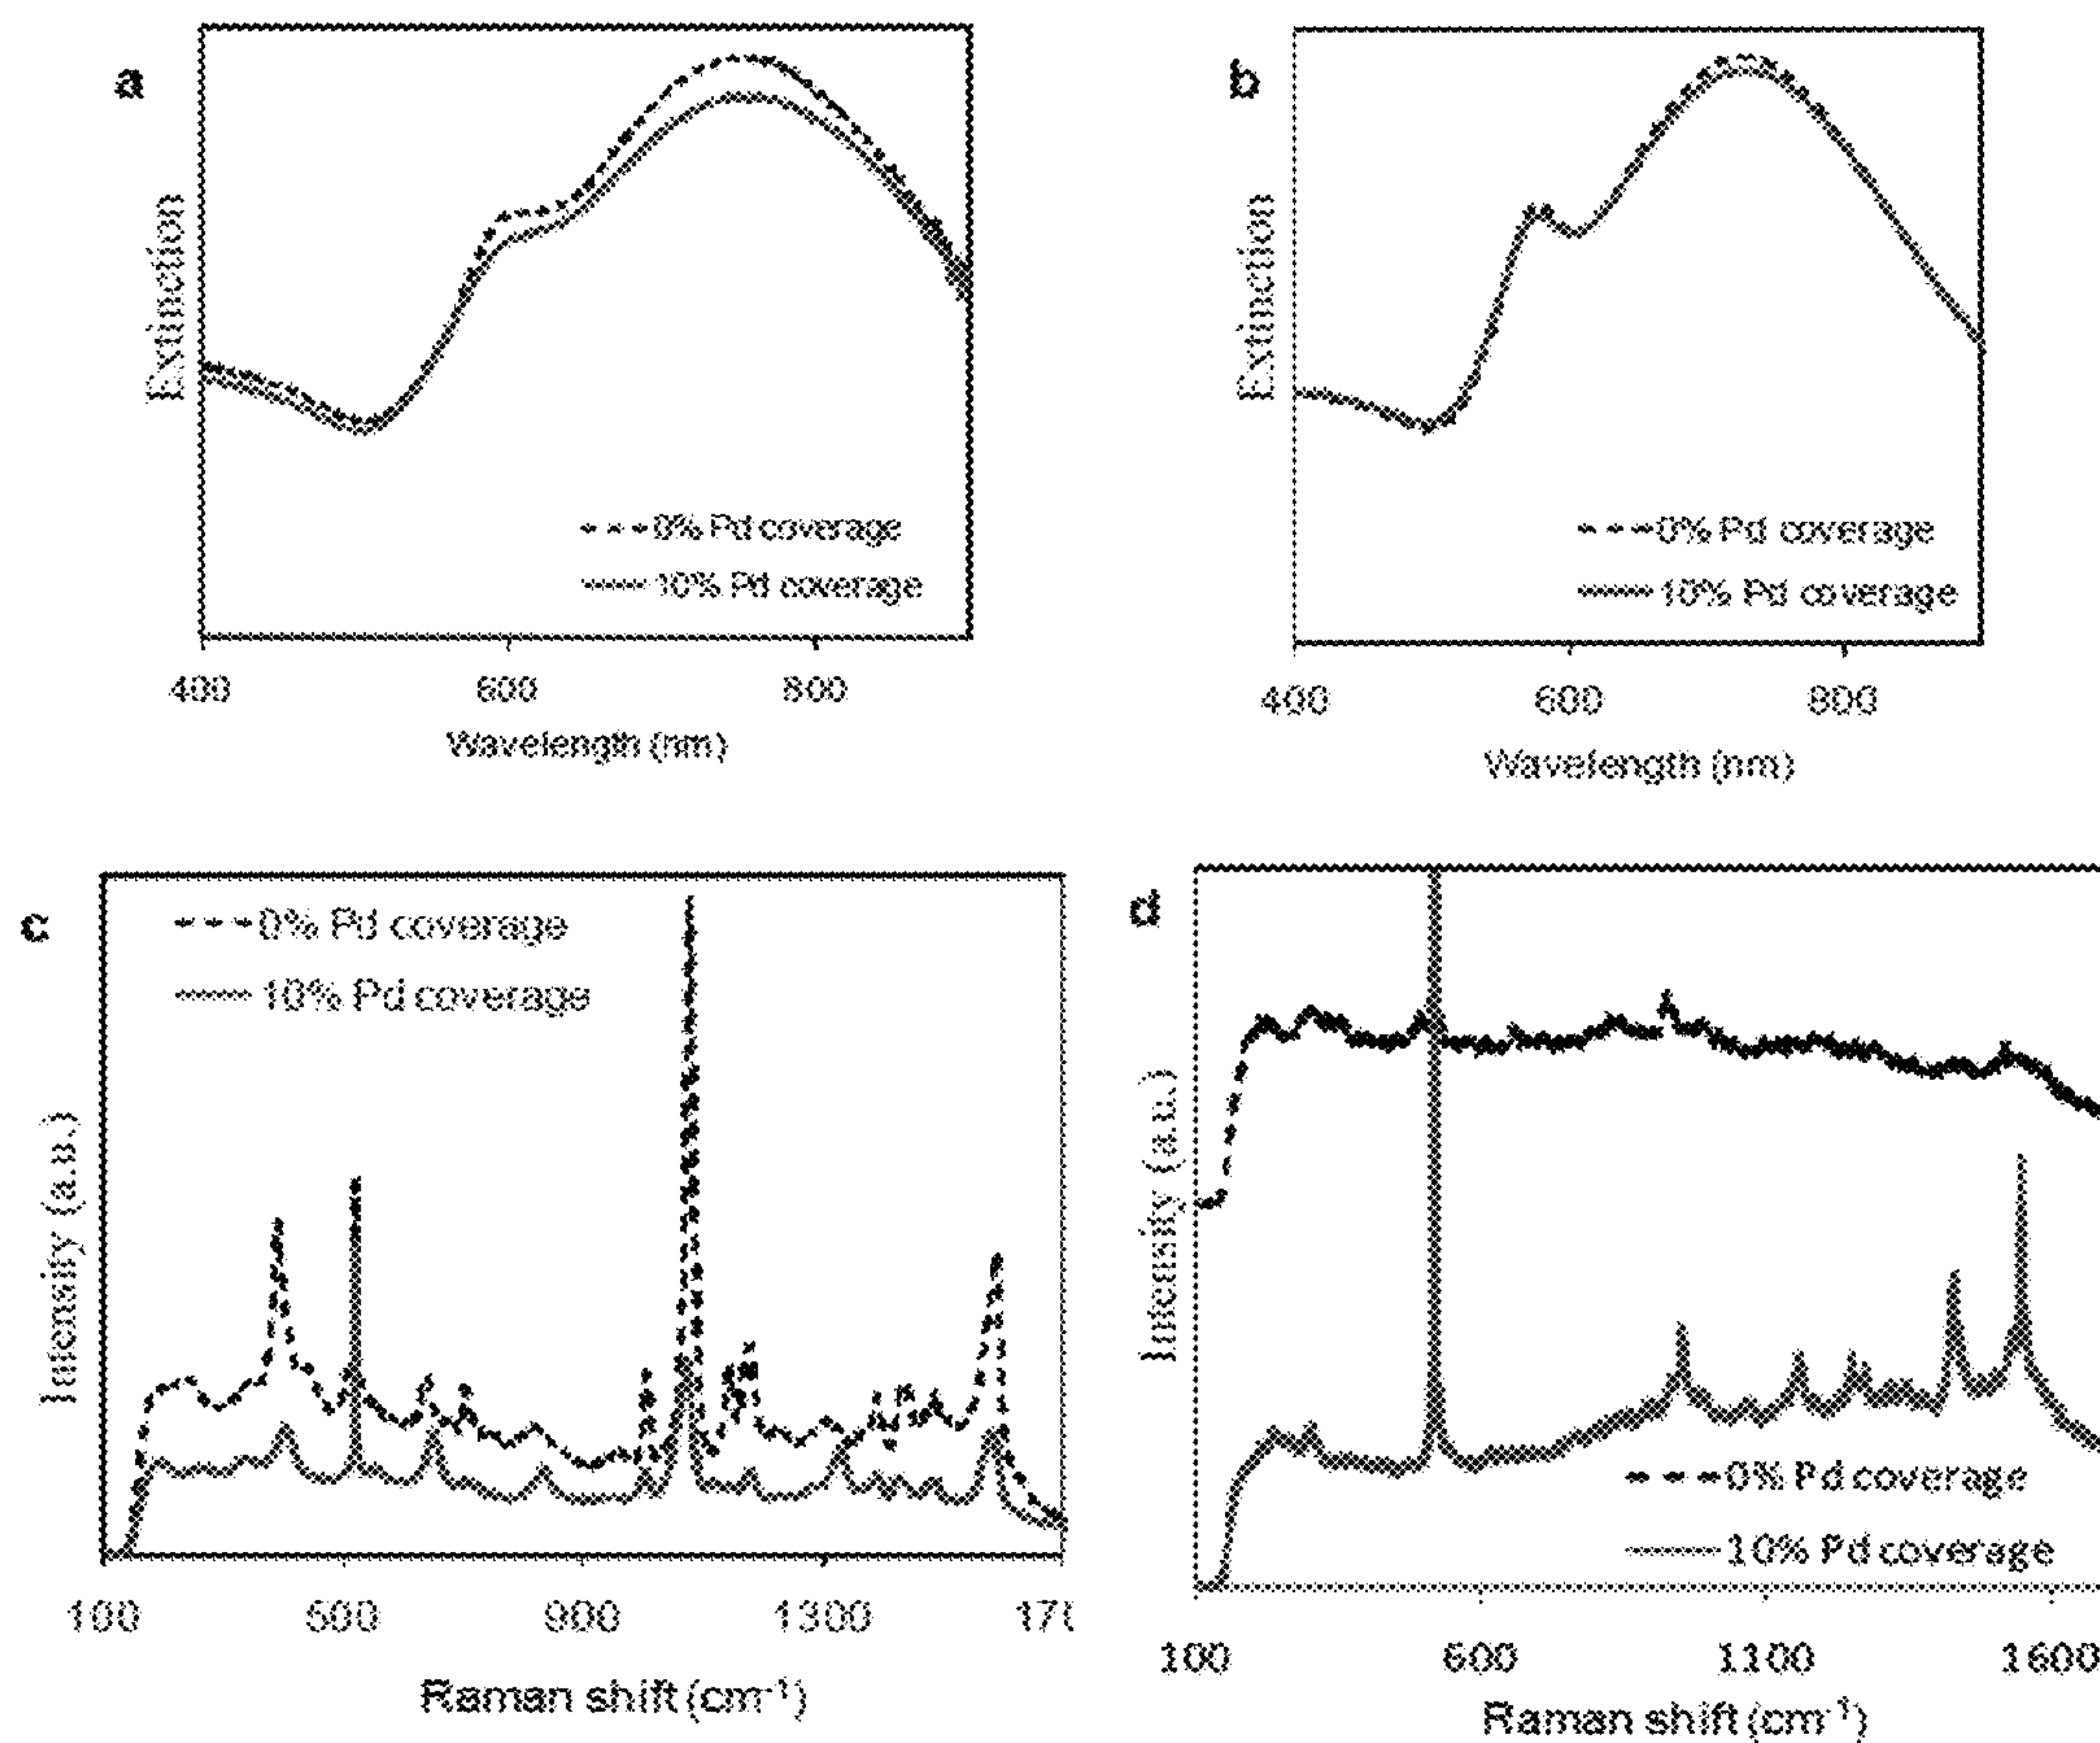 a
Extinction
0% Pd coverage
10% Pd coverage
400 600 800
Wavelength (nm)
b
Extinction
0% Pd coverage
10% Pd coverage
400 600 800
Wavelength (nm)
c
0% Pd coverage
10% Pd coverage
Intensity (a.u.)
100 500 900 1300 170
Raman shift (cm⁻¹)
d
Intensity (a.u.)
0% Pd coverage
10% Pd coverage
100 600 1100 1600
Raman shift (cm⁻¹)